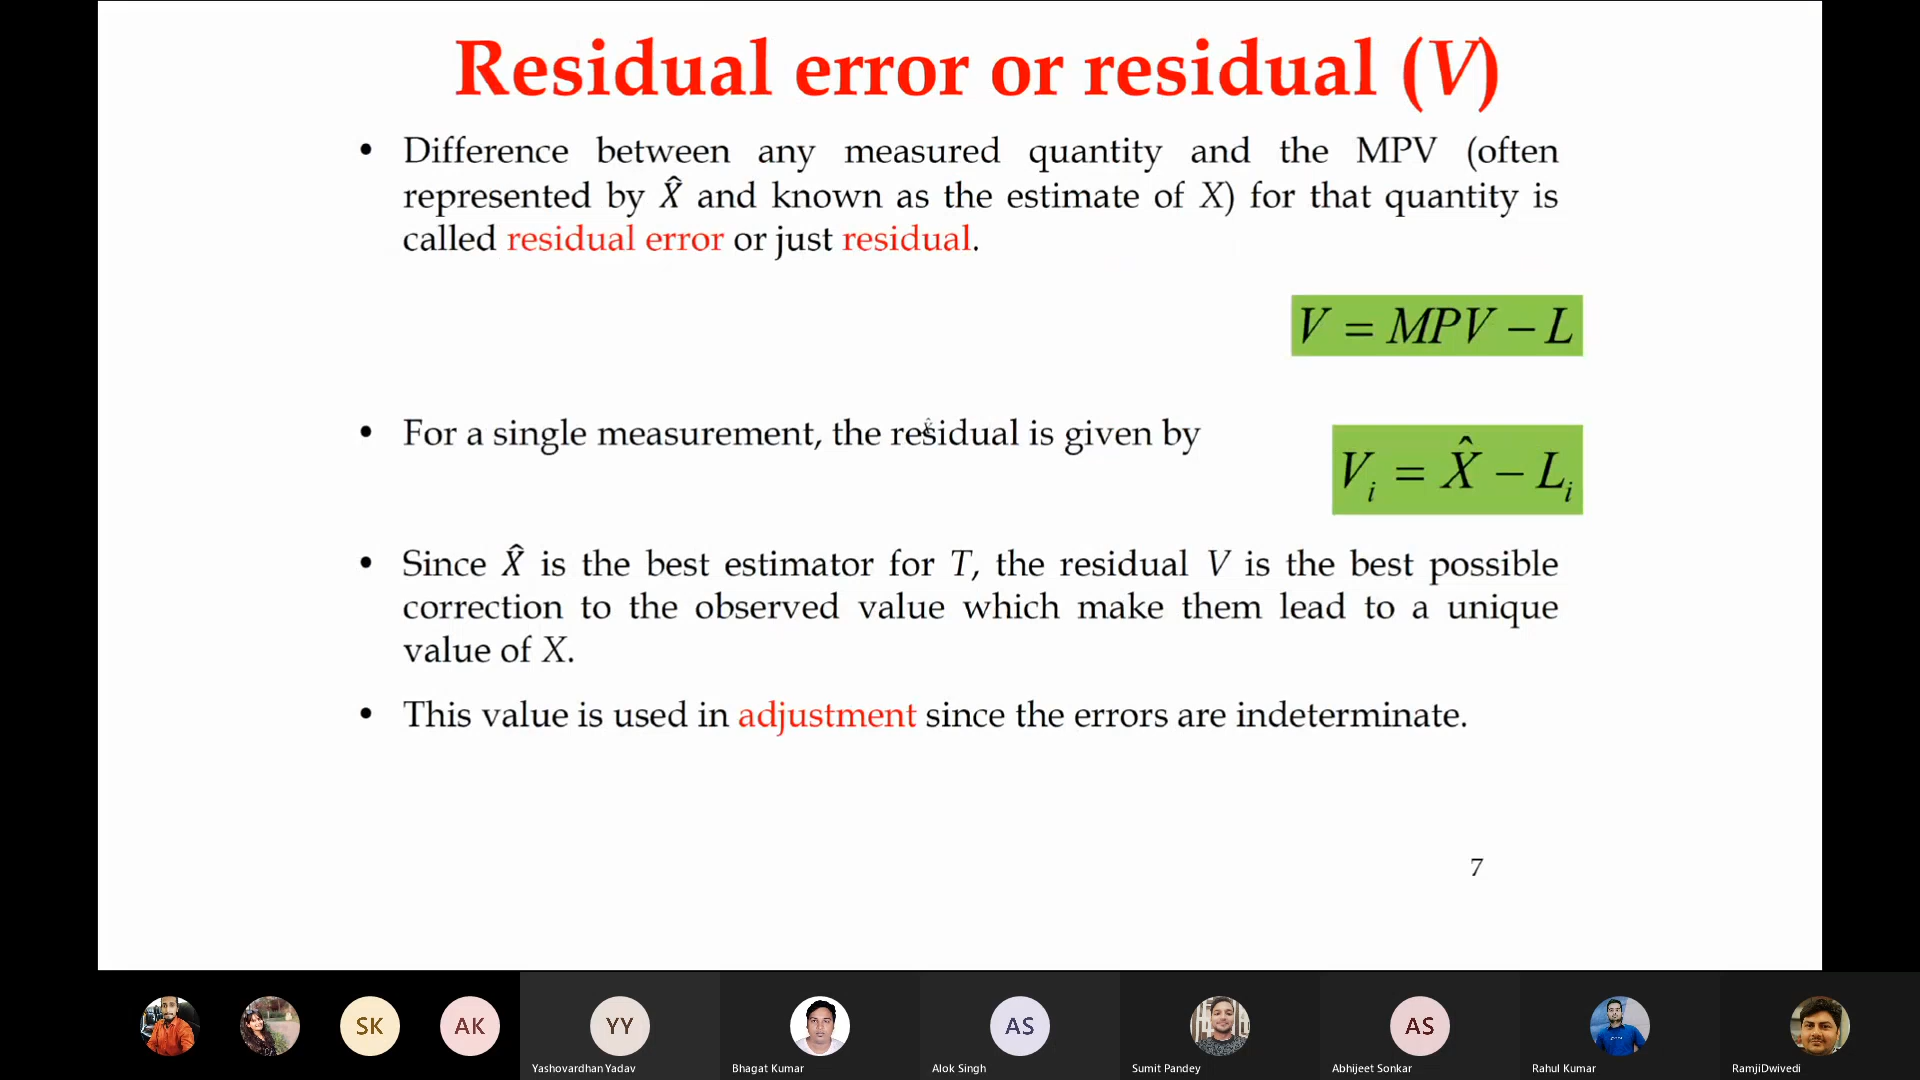 Residual error or residual (V)
• Difference between any measured quantity and the MPV (often
represented by X̂ and known as the estimate of X) for that quantity is
called residual error or just residual.
V = MPV − L
• For a single measurement, the residual is given by
Vᵢ = X̂ − Lᵢ
• Since X̂ is the best estimator for T, the residual V is the best possible
correction to the observed value which make them lead to a unique
value of X.
• This value is used in adjustment since the errors are indeterminate.
7
SK AK YY AS AS
Yashovardhan Yadav Bhagat Kumar Alok Singh Sumit Pandey Abhijeet Sonkar Rahul Kumar RamjiDwivedi